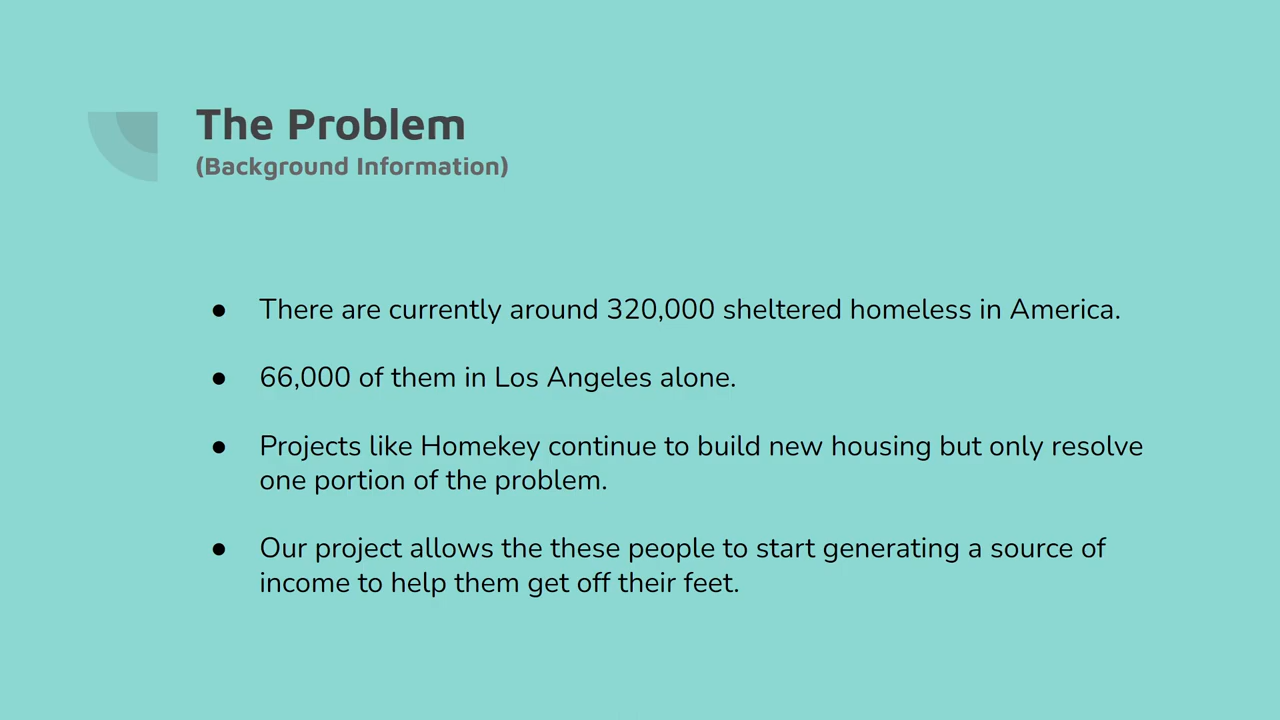 The Problem
(Background Information)
● There are currently around 320,000 sheltered homeless in America.
● 66,000 of them in Los Angeles alone.
● Projects like Homekey continue to build new housing but only resolve
one portion of the problem.
● Our project allows the these people to start generating a source of
income to help them get off their feet.